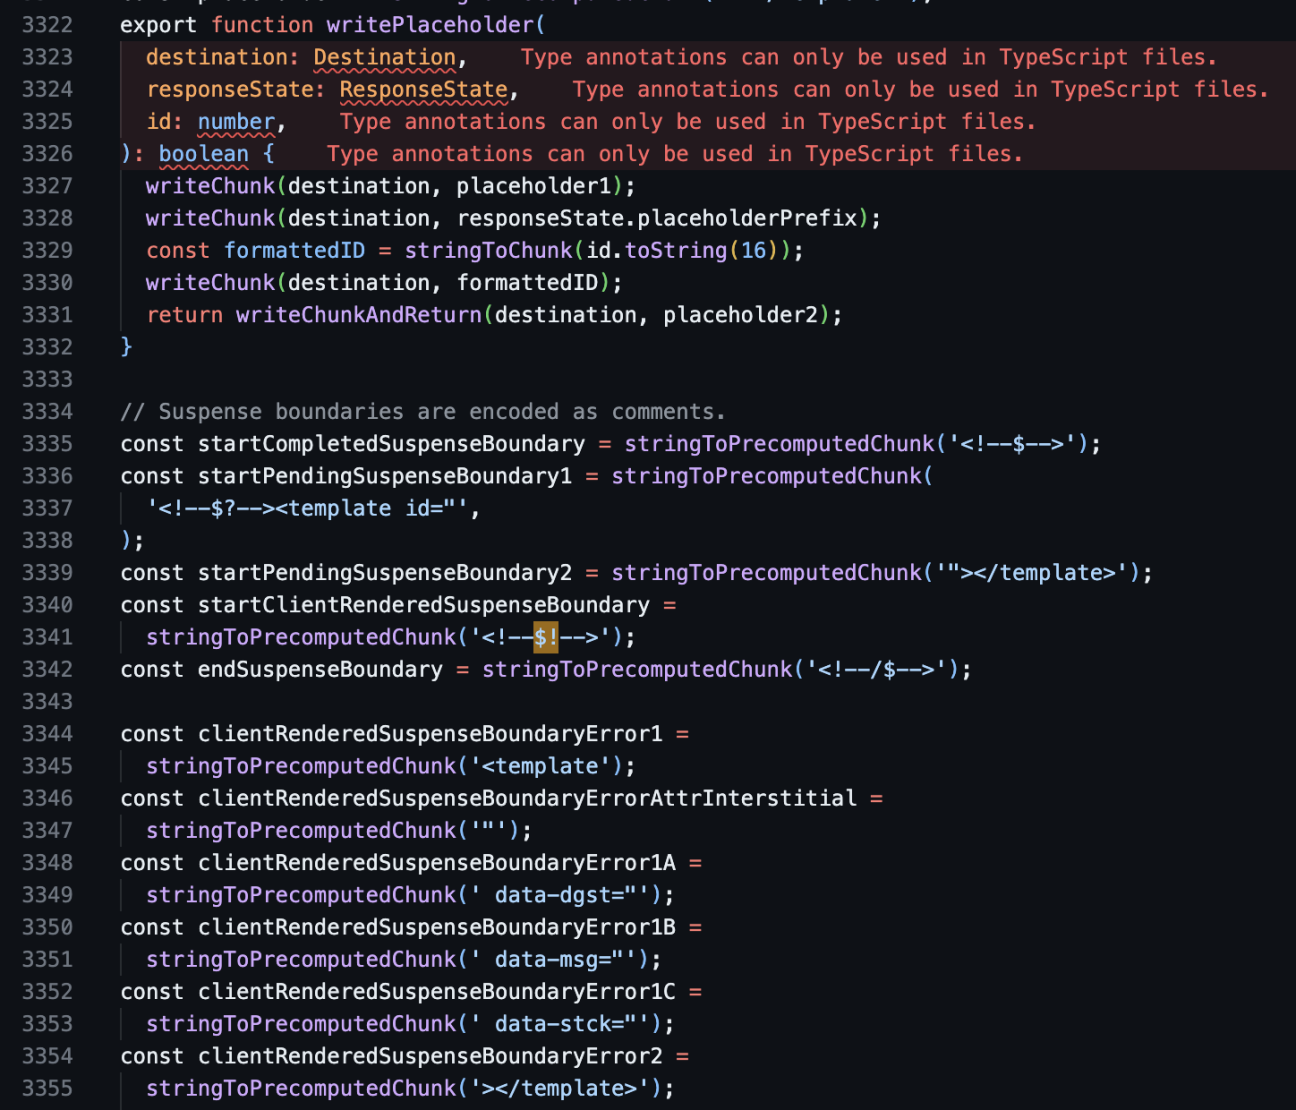 3322 export function writePlaceholder(
3323 destination: Destination, Type annotations can only be used in TypeScript files.
3324 responseState: ResponseState, Type annotations can only be used in TypeScript files.
3325 id: number, Type annotations can only be used in TypeScript files.
3326 ): boolean { Type annotations can only be used in TypeScript files.
3327 writeChunk(destination, placeholder1);
3328 writeChunk(destination, responseState.placeholderPrefix);
3329 const formattedID = stringToChunk(id.toString(16));
3330 writeChunk(destination, formattedID);
3331 return writeChunkAndReturn(destination, placeholder2);
3332 }
3333
3334 // Suspense boundaries are encoded as comments.
3335 const startCompletedSuspenseBoundary = stringToPrecomputedChunk('<!--$-->');
3336 const startPendingSuspenseBoundary1 = stringToPrecomputedChunk(
3337 '<!--$?--><template id="',
3338 );
3339 const startPendingSuspenseBoundary2 = stringToPrecomputedChunk('"></template>');
3340 const startClientRenderedSuspenseBoundary =
3341 stringToPrecomputedChunk('<!--$!-->');
3342 const endSuspenseBoundary = stringToPrecomputedChunk('<!--/$-->');
3343
3344 const clientRenderedSuspenseBoundaryError1 =
3345 stringToPrecomputedChunk('<template');
3346 const clientRenderedSuspenseBoundaryErrorAttrInterstitial =
3347 stringToPrecomputedChunk('"');
3348 const clientRenderedSuspenseBoundaryError1A =
3349 stringToPrecomputedChunk(' data-dgst="');
3350 const clientRenderedSuspenseBoundaryError1B =
3351 stringToPrecomputedChunk(' data-msg="');
3352 const clientRenderedSuspenseBoundaryError1C =
3353 stringToPrecomputedChunk(' data-stck="');
3354 const clientRenderedSuspenseBoundaryError2 =
3355 stringToPrecomputedChunk('></template>');